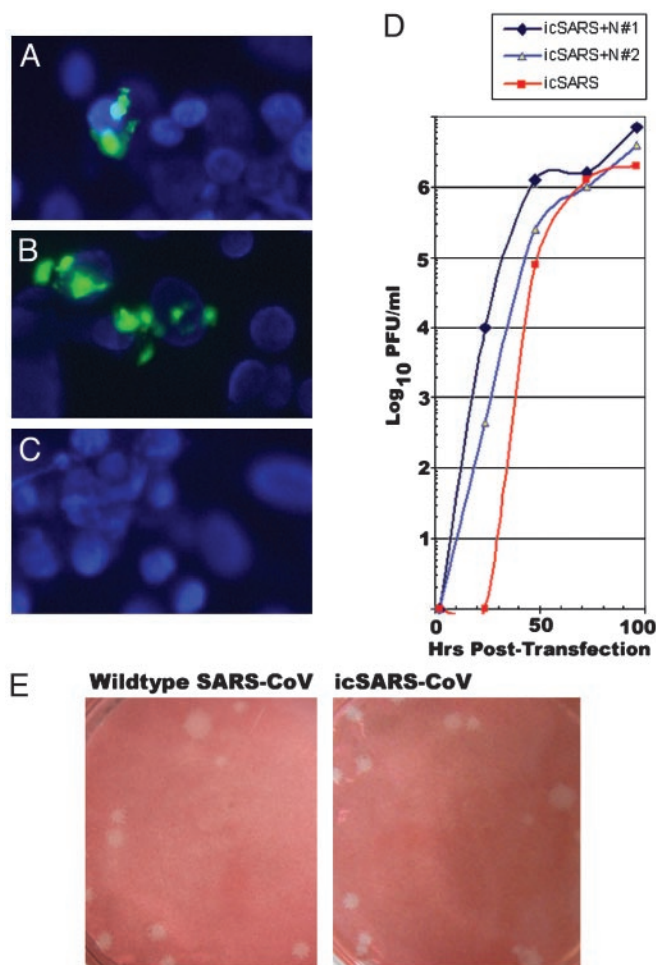 A
B
C
D
icSARS+N#1
icSARS+N#2
icSARS
Log10 PFU/ml
6
5
4
3
2
1
0 50 100
Hrs Post-Transfection
E
Wildtype SARS-CoV icSARS-CoV